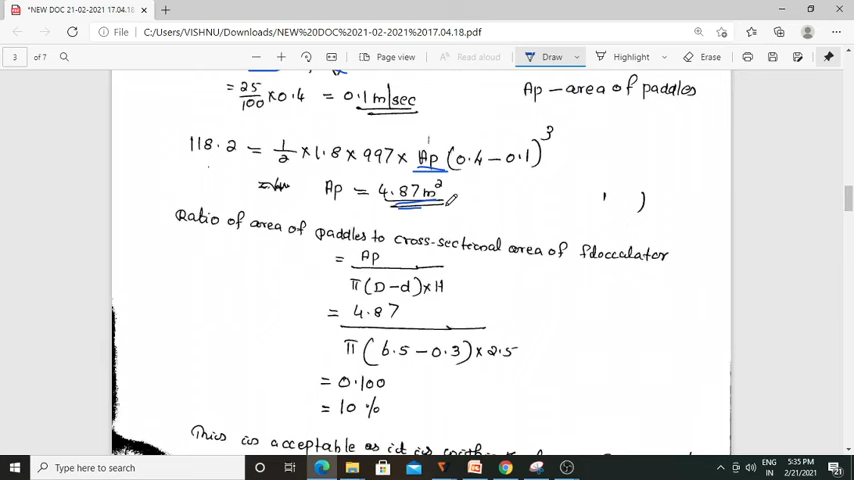 *NEW DOC 21-02-2021 17.04.18.pdf
File C:/Users/VISHNU/Downloads/NEW%20DOC%2021-02-2021%2017.04.18.pdf
3 of 7 Page view Read aloud Draw Highlight Erase
= 25/100 × 0.4 = 0.1 m/sec
Ap – area of paddles
118.2 = 1/2 × 1.8 × 997 × Ap (0.4 – 0.1)^3
Ap = 4.87m²
Ratio of area of paddles to cross-sectional area of fdoccalator
= Ap
π(D-d)×H
= 4.87
π(6.5-0.3)×2.5
= 0.100
= 10 %
This is acceptable as it is within
Type here to search
ENG
IN
5:35 PM
2/21/2021
21